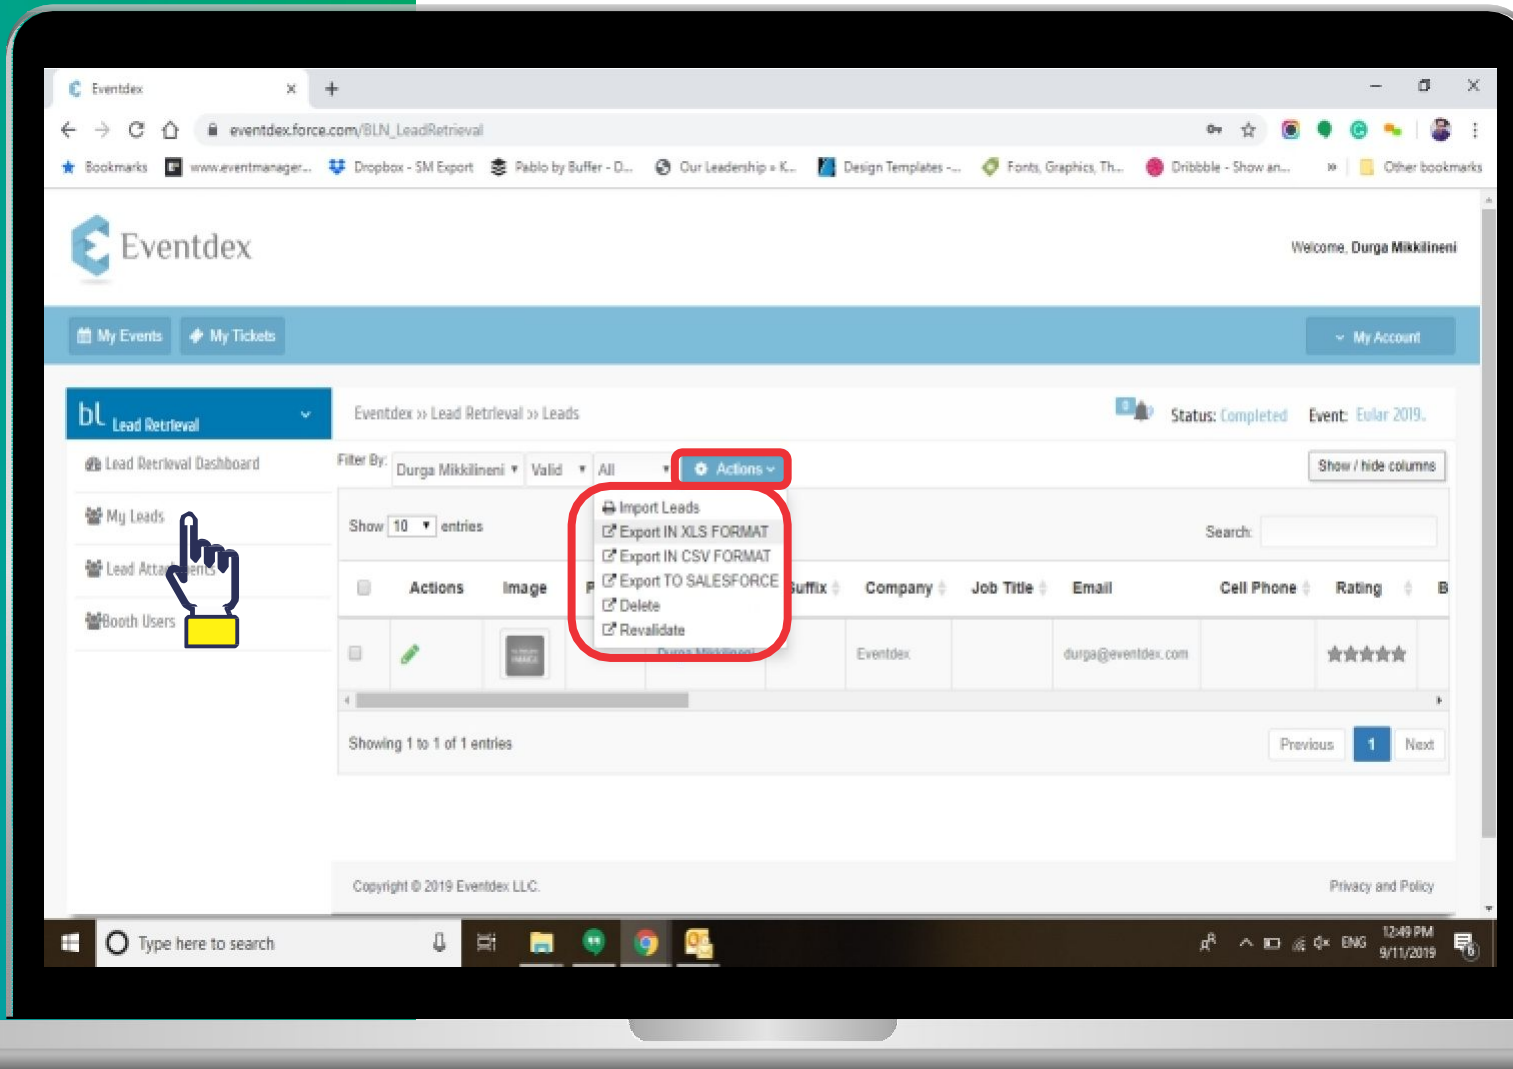 Eventdex
eventdex.force.com/BLN_LeadRetrieval
Bookmarks www.eventmanager... Dropbox - SM Export Pablo by Buffer - D... Our Leadership « K... Design Templates -... Fonts, Graphics, Th... Dribbble - Show an... » Other bookmarks
Eventdex
Welcome, Durga Mikkilineni
My Events My Tickets My Account
bl Lead Retrieval
Eventdex »» Lead Retrieval »» Leads
0
Status: Completed Event: Eular 2019..
Lead Retrieval Dashboard
My Leads
Booth Users
Filter By: Durga Mikkilineni Valid All Actions Show / hide columns
Import Leads
Export IN XLS FORMAT
Export IN CSV FORMAT
Export TO SALESFORCE
Delete
Revalidate
Show 10 entries
Search:
Actions Image P Suffix Company Job Title Email Cell Phone Rating B
Durga Mikkilineni Eventdex durga@eventdex.com
Showing 1 to 1 of 1 entries
Previous 1 Next
Copyright © 2019 Eventdex LLC.
Privacy and Policy
Type here to search
ENG
12:49 PM
9/11/2019
6